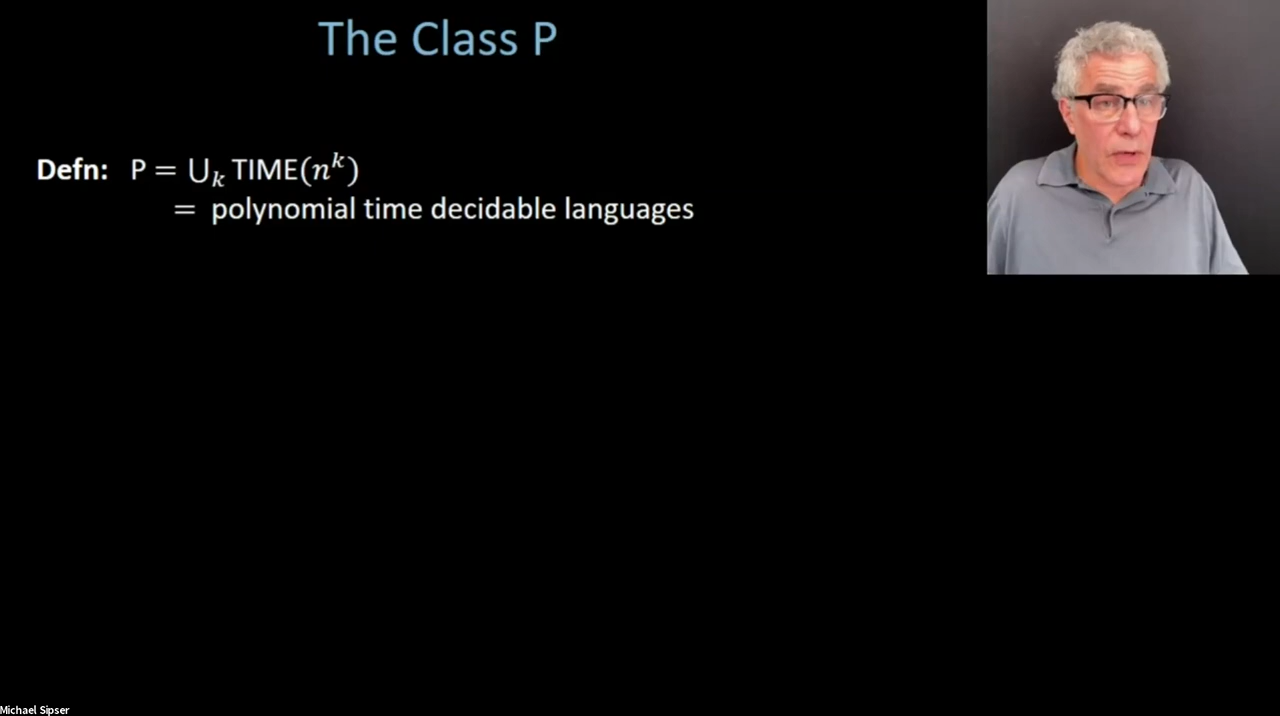 The Class P
Defn: P = ⋃ₖ TIME(nᵏ)
= polynomial time decidable languages
Michael Sipser